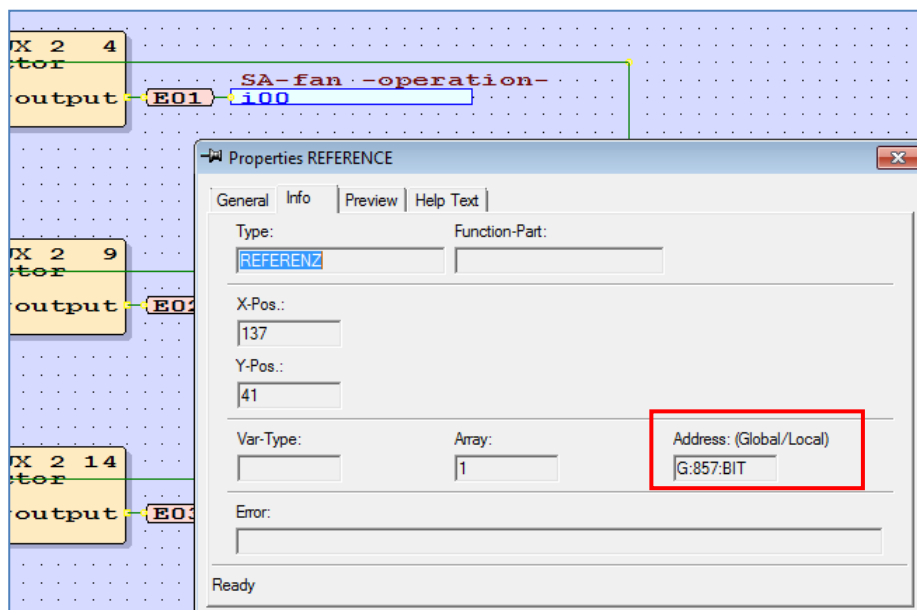 UX 2 4
ctor
output E01
SA-fan -operation-
i00
Properties REFERENCE
General Info Preview Help Text
Type: Function-Part:
REFERENZ
UX 2 9
ctor
output E02
X-Pos.:
137
Y-Pos.:
41
Var-Type: Array: Address: (Global/Local)
1 G:857:BIT
UX 2 14
ctor
output E03
Error:
Ready